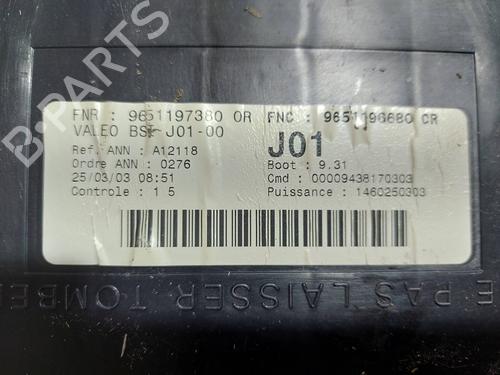 B-PARTS
FNR : 9651197380 OR FNC : 9651196680 CR
VALEO BSI J01-00
J01
Ref. ANN : A12118
Boot : 9.31
Ordre ANN : 0276
Cmd : 00009438170303
25/03/03 08:51
Puissance : 1460250303
Controle : 1 5
E PAS LAISSER TOMBE